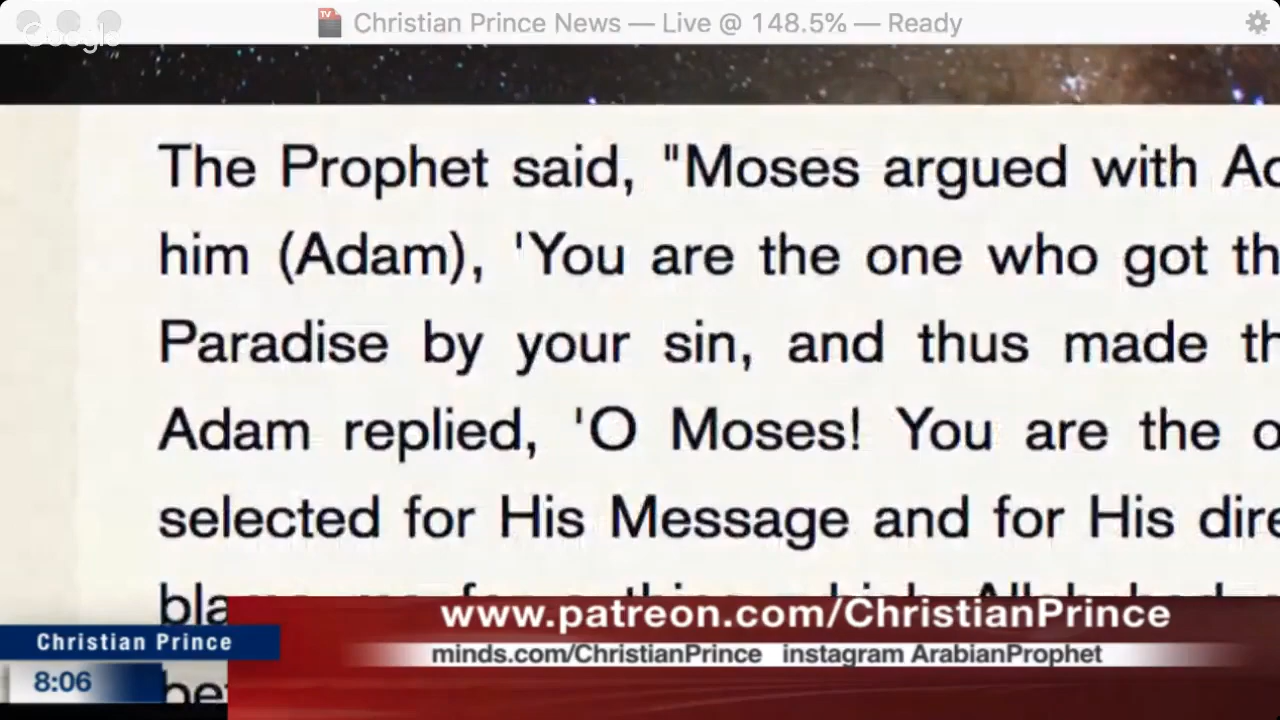 Christian Prince News — Live @ 148.5% — Ready
Google
The Prophet said, "Moses argued with
him (Adam), 'You are the one who got
Paradise by your sin, and thus made
Adam replied, 'O Moses! You are the
selected for His Message and for His
www.patreon.com/ChristianPrince
minds.com/ChristianPrince instagram ArabianProphet
Christian Prince
8:06